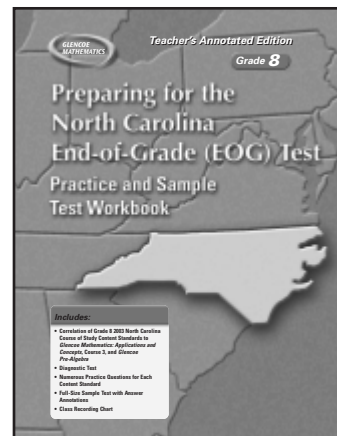 GLENCOE
MATHEMATICS
Teacher's Annotated Edition
Grade 8
Preparing for the
North Carolina
End-of-Grade (EOG) Test
Practice and Sample
Test Workbook
Includes:
• Correlation of Grade 8 2003 North Carolina
Course of Study Content Standards to
Glencoe Mathematics: Applications and
Concepts, Course 3, and Glencoe
Pre-Algebra
• Diagnostic Test
• Numerous Practice Questions for Each
Content Standard
• Full-Size Sample Test with Answer
Annotations
• Class Recording Chart